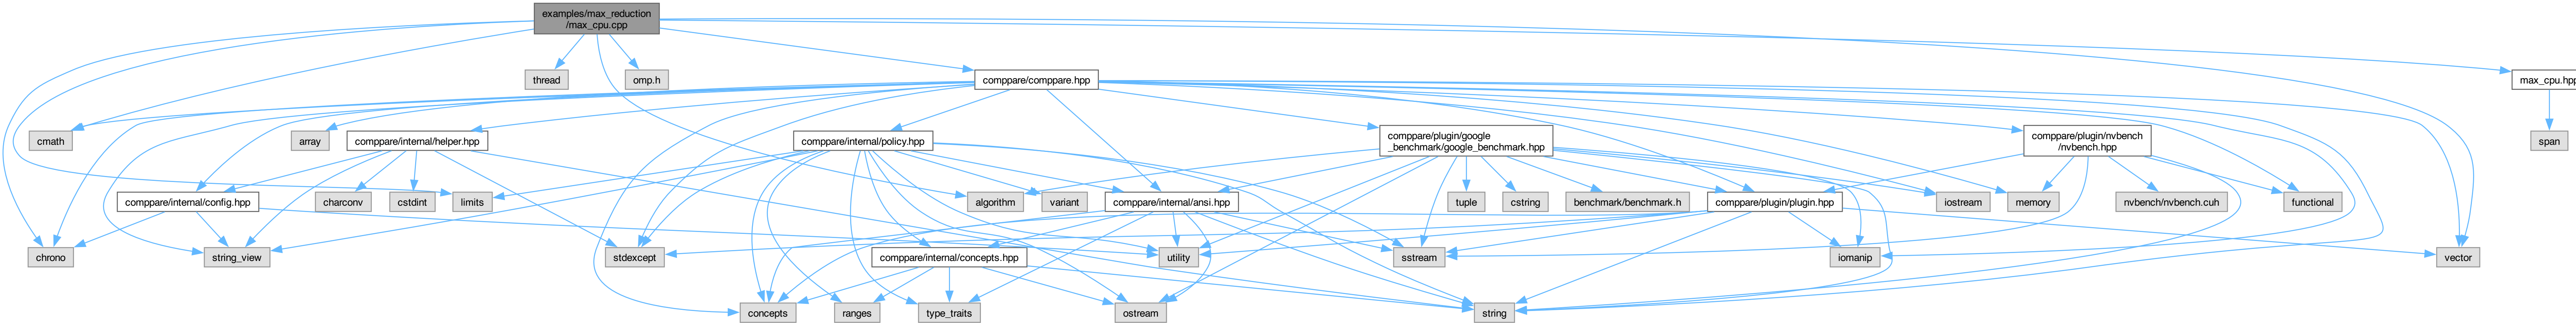 examples/max_reduction
/max_cpu.cpp
thread
omp.h
comppare/comppare.hpp
max_cpu.hpp
cmath
array
comppare/internal/helper.hpp
comppare/internal/policy.hpp
comppare/plugin/google
_benchmark/google_benchmark.hpp
comppare/plugin/nvbench
/nvbench.hpp
span
comppare/internal/config.hpp
charconv
cstdint
limits
algorithm
variant
comppare/internal/ansi.hpp
tuple
cstring
benchmark/benchmark.h
comppare/plugin/plugin.hpp
iostream
memory
nvbench/nvbench.cuh
functional
chrono
string_view
stdexcept
comppare/internal/concepts.hpp
utility
sstream
iomanip
vector
concepts
ranges
type_traits
ostream
string